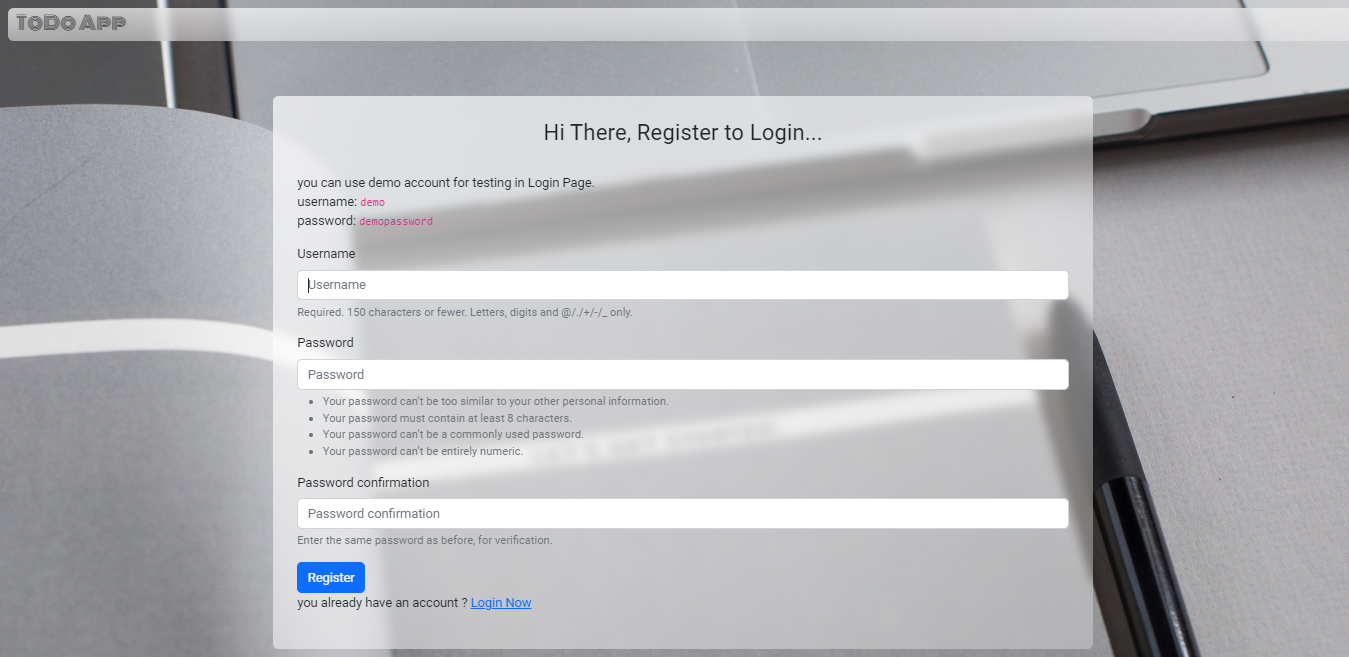 ToDo App
Hi There, Register to Login...
you can use demo account for testing in Login Page.
username: demo
password: demopassword
Username
Username
Required. 150 characters or fewer. Letters, digits and @/./+/-/_ only.
Password
Password
Your password can't be too similar to your other personal information.
Your password must contain at least 8 characters.
Your password can't be a commonly used password.
Your password can't be entirely numeric.
Password confirmation
Password confirmation
Enter the same password as before, for verification.
Register
you already have an account ? Login Now